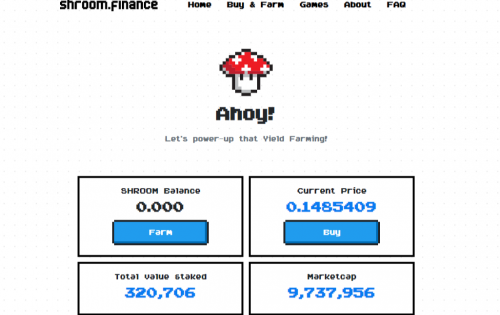 shroom.finance Home Buy & Farm Games About FAQ
Ahoy!
Let's power-up that Yield Farming!
SHROOM Balance
0.000
Farm
Current Price
0.1485409
Buy
Total Value Staked
320,706
Marketcap
9,737,956